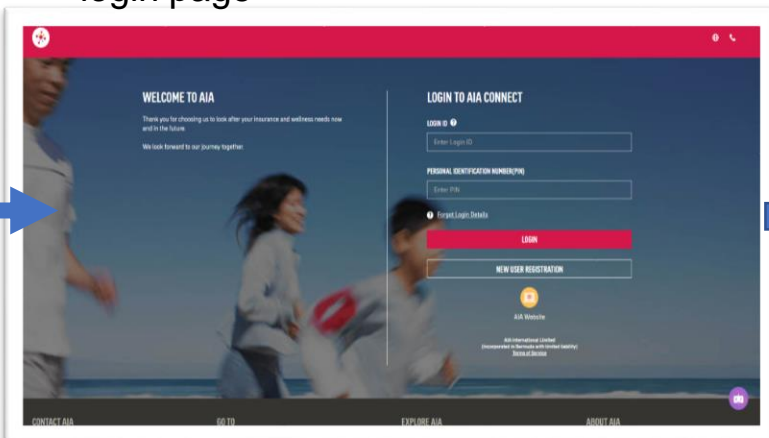 login page
WELCOME TO AIA
Thank you for choosing us to look after your insurance and wellness needs now
and in the future.
We look forward to our journey together.
LOGIN TO AIA CONNECT
LOGIN ID
Enter Login ID
PERSONAL IDENTIFICATION NUMBER(PIN)
Enter PIN
Forget Login Details
LOGIN
NEW USER REGISTRATION
AIA Website
AIA International Limited
(Incorporated in Bermuda with limited liability)
Terms of Service
CONTACT AIA
GO TO
EXPLORE AIA
ABOUT AIA